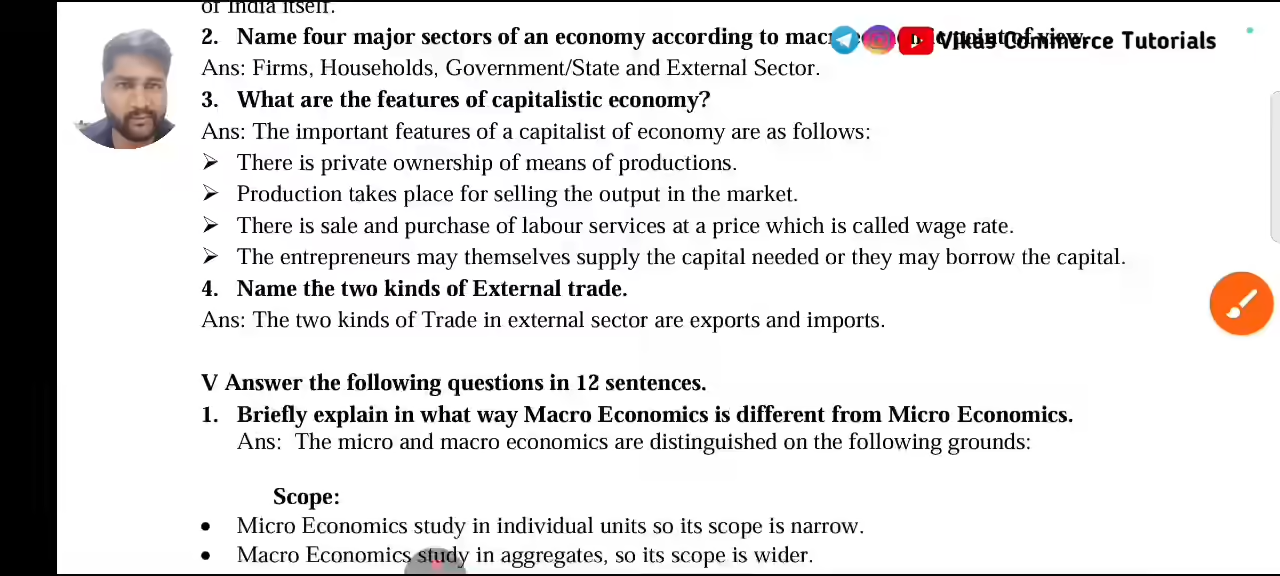 of India itself.
2. Name four major sectors of an economy according to macro economic point of view.
Vikas Commerce Tutorials
Ans: Firms, Households, Government/State and External Sector.
3. What are the features of capitalistic economy?
Ans: The important features of a capitalist of economy are as follows:
➢ There is private ownership of means of productions.
➢ Production takes place for selling the output in the market.
➢ There is sale and purchase of labour services at a price which is called wage rate.
➢ The entrepreneurs may themselves supply the capital needed or they may borrow the capital.
4. Name the two kinds of External trade.
Ans: The two kinds of Trade in external sector are exports and imports.
V Answer the following questions in 12 sentences.
1. Briefly explain in what way Macro Economics is different from Micro Economics.
Ans: The micro and macro economics are distinguished on the following grounds:
Scope:
• Micro Economics study in individual units so its scope is narrow.
• Macro Economics study in aggregates, so its scope is wider.